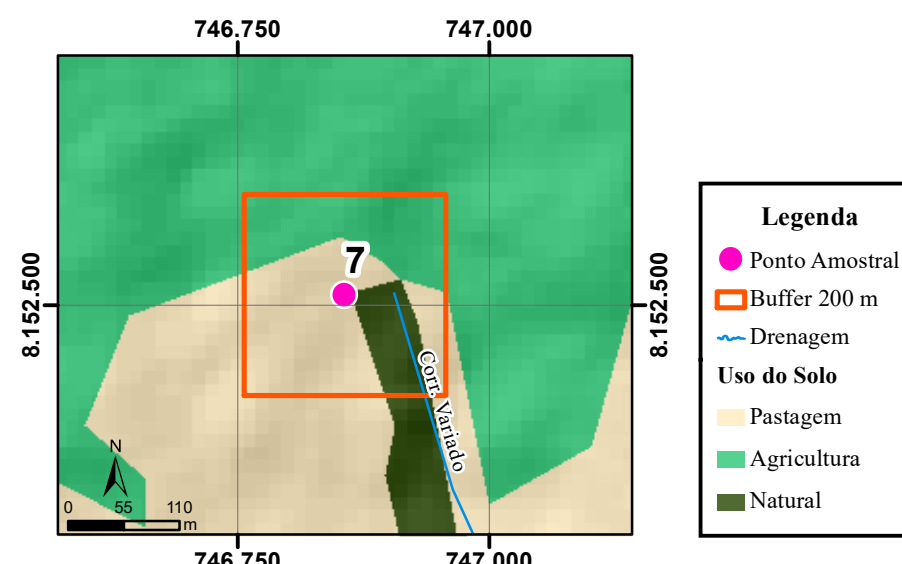 746.750 747.000
8.152.500
7
Corr. Variado
N
0 55 110
m
8.152.500
746.750 747.000
Legenda
Ponto Amostral
Buffer 200 m
Drenagem
Uso do Solo
Pastagem
Agricultura
Natural